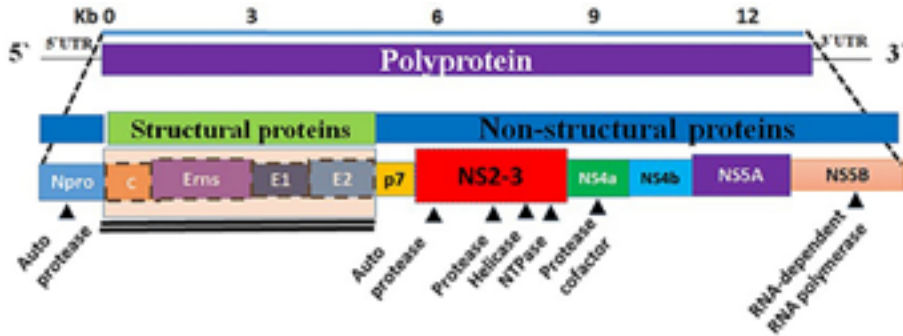 Kb 0 3 6 9 12
5` 5`UTR 3`UTR 3`
Polyprotein
Structural proteins Non-structural proteins
Npro C Erns E1 E2 p7 NS2-3 NS4a NS4b NS5A NS5B
Auto
protease
Auto
protease
Protease
Helicase
NTPase
Protease
cofactor
RNA-dependent
RNA polymerase